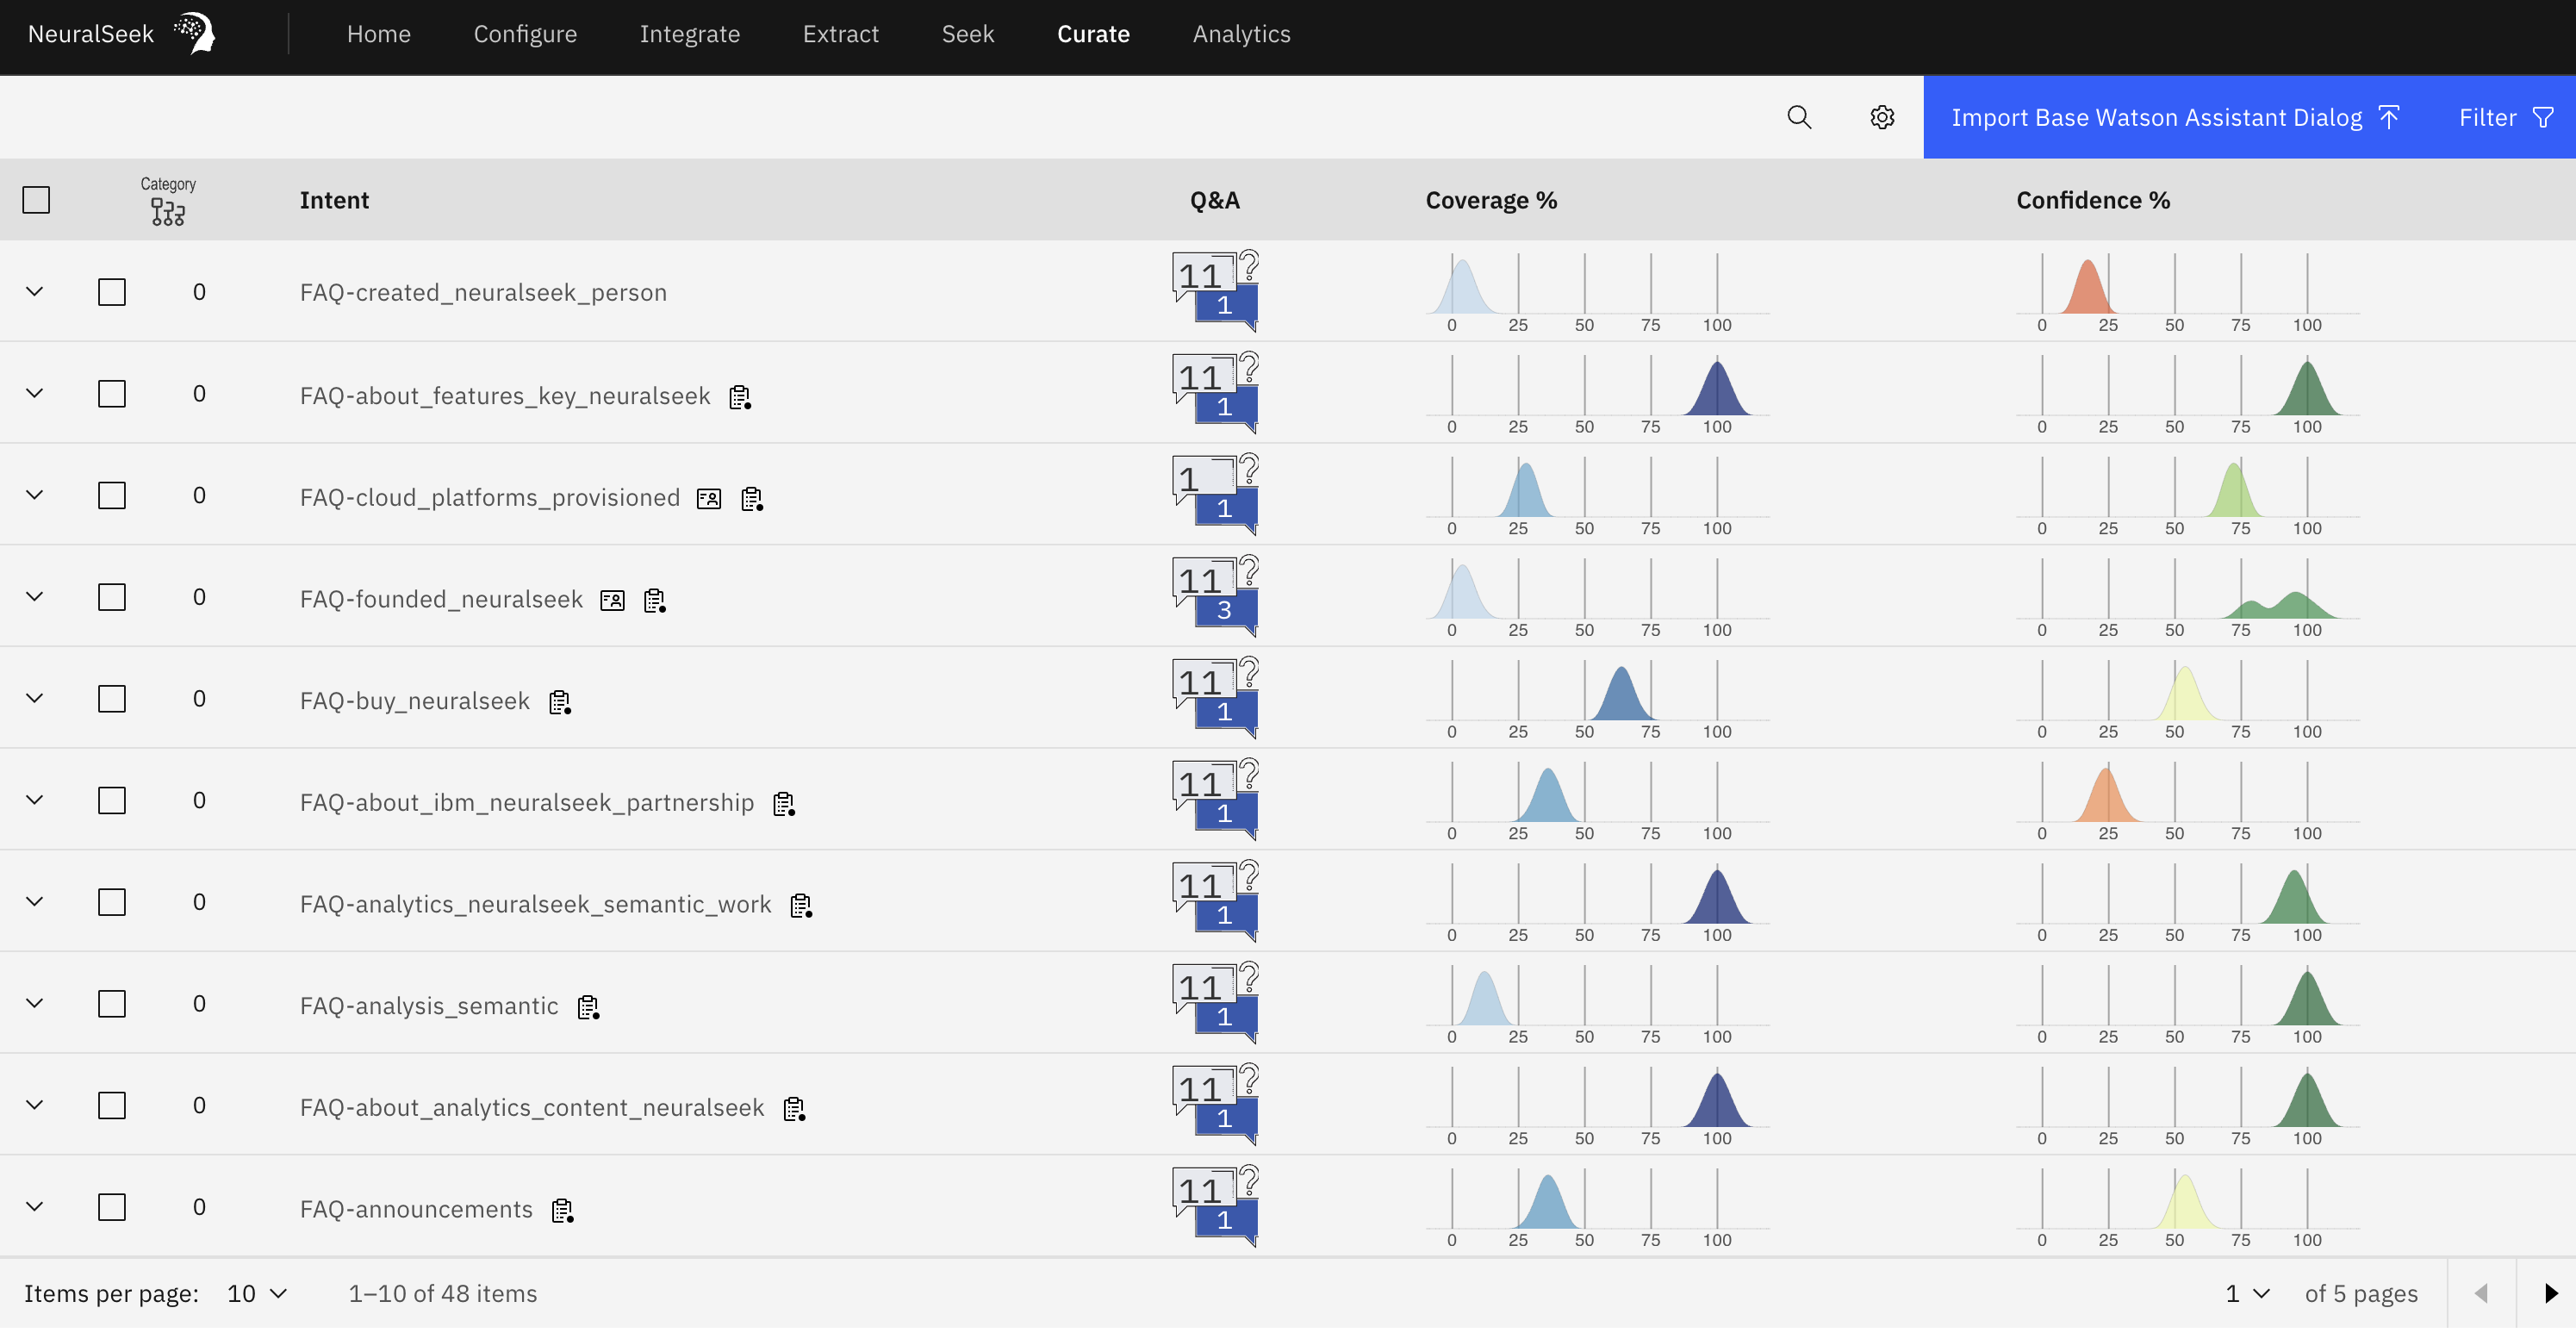 NeuralSeek Home Configure Integrate Extract Seek Curate Analytics
Import Base Watson Assistant Dialog Filter
Category Intent Q&A Coverage % Confidence %
0 FAQ-created_neuralseek_person 11 ? 1
0 25 50 75 100 0 25 50 75 100
0 FAQ-about_features_key_neuralseek 11 ? 1
0 25 50 75 100 0 25 50 75 100
0 FAQ-cloud_platforms_provisioned 1 ? 1
0 25 50 75 100 0 25 50 75 100
0 FAQ-founded_neuralseek 11 ? 3
0 25 50 75 100 0 25 50 75 100
0 FAQ-buy_neuralseek 11 ? 1
0 25 50 75 100 0 25 50 75 100
0 FAQ-about_ibm_neuralseek_partnership 11 ? 1
0 25 50 75 100 0 25 50 75 100
0 FAQ-analytics_neuralseek_semantic_work 11 ? 1
0 25 50 75 100 0 25 50 75 100
0 FAQ-analysis_semantic 11 ? 1
0 25 50 75 100 0 25 50 75 100
0 FAQ-about_analytics_content_neuralseek 11 ? 1
0 25 50 75 100 0 25 50 75 100
0 FAQ-announcements 11 ? 1
0 25 50 75 100 0 25 50 75 100
Items per page: 10 1–10 of 48 items 1 of 5 pages